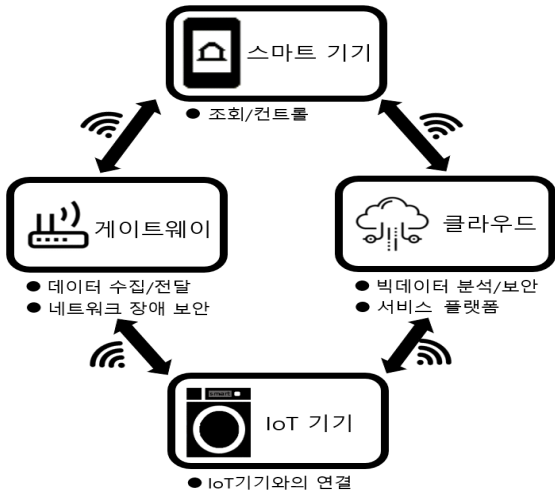 스마트 기기
● 조회/컨트롤
게이트웨이
● 데이터 수집/전달
● 네트워크 장애 보안
클라우드
● 빅데이터 분석/보안
● 서비스 플랫폼
smart
IoT 기기
● IoT기기와의 연결